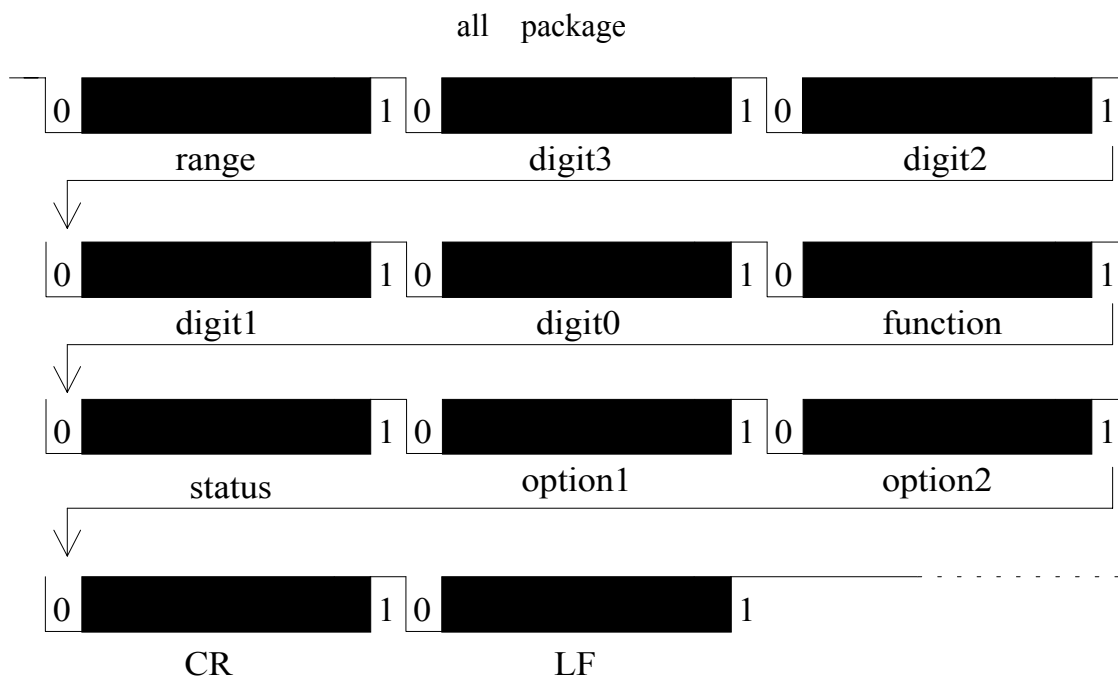 all package
0 1 0 1 0 1
range digit3 digit2
0 1 0 1 0 1
digit1 digit0 function
0 1 0 1 0 1
status option1 option2
0 1 0 1
CR LF